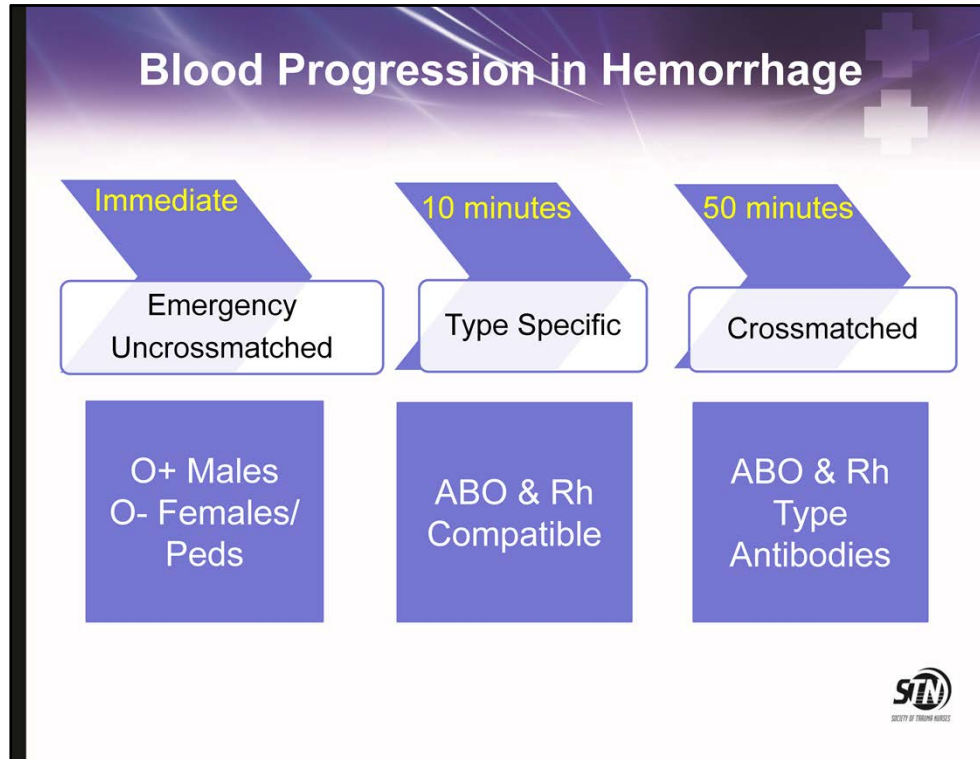 Blood Progression in Hemorrhage
Immediate
Emergency
Uncrossmatched
O+ Males
O- Females/
Peds
10 minutes
Type Specific
ABO & Rh
Compatible
50 minutes
Crossmatched
ABO & Rh
Type
Antibodies
STN
SOCIETY OF TRAUMA NURSES